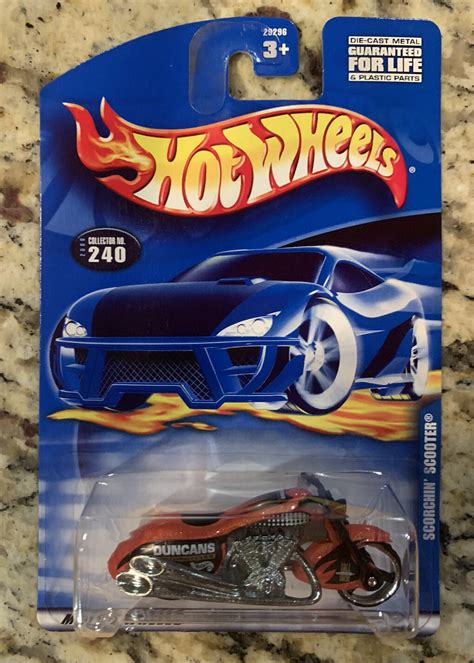 29296
3+
DIE-CAST METAL
GUARANTEED
FOR LIFE
& PLASTIC PARTS
HOT WHEELS®
2000
COLLECTOR NO.
240
SCORCHIN' SCOOTER®
DUNCANS